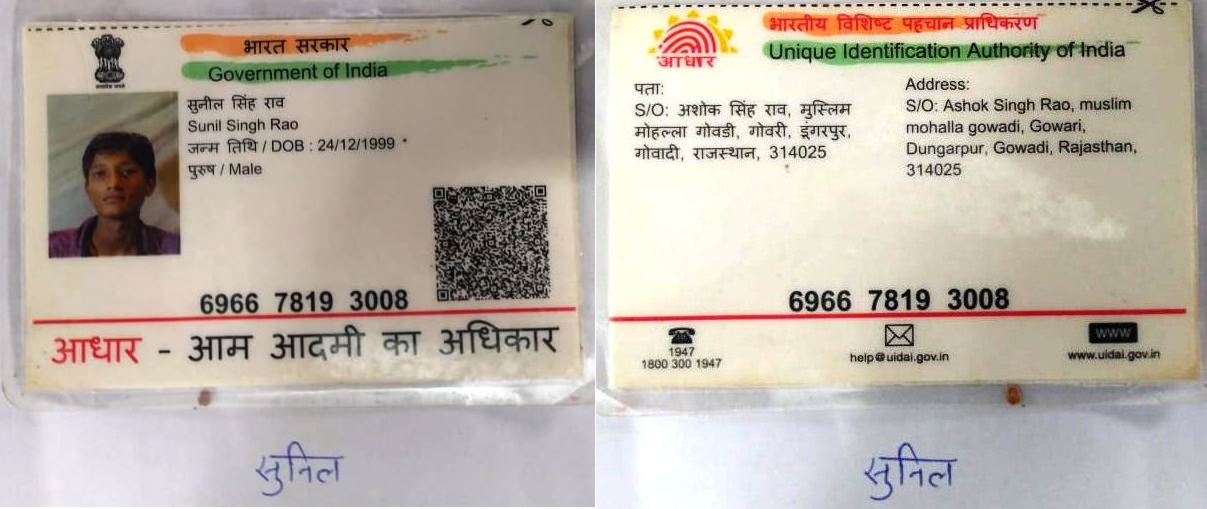 भारत सरकार
Government of India
सुनील सिंह राव
Sunil Singh Rao
जन्म तिथि / DOB : 24/12/1999
पुरुष / Male
6966 7819 3008
आधार - आम आदमी का अधिकार
सुनिल
भारतीय विशिष्ट पहचान प्राधिकरण
Unique Identification Authority of India
आधार
पता:
S/O: अशोक सिंह राव, मुस्लिम
मोहल्ला गोवडी, गोवरी, डूंगरपुर,
गोवादी, राजस्थान, 314025
Address:
S/O: Ashok Singh Rao, muslim
mohalla gowadi, Gowari,
Dungarpur, Gowadi, Rajasthan,
314025
6966 7819 3008
1947
1800 300 1947
help@uidai.gov.in
www
www.uidai.gov.in
सुनिल